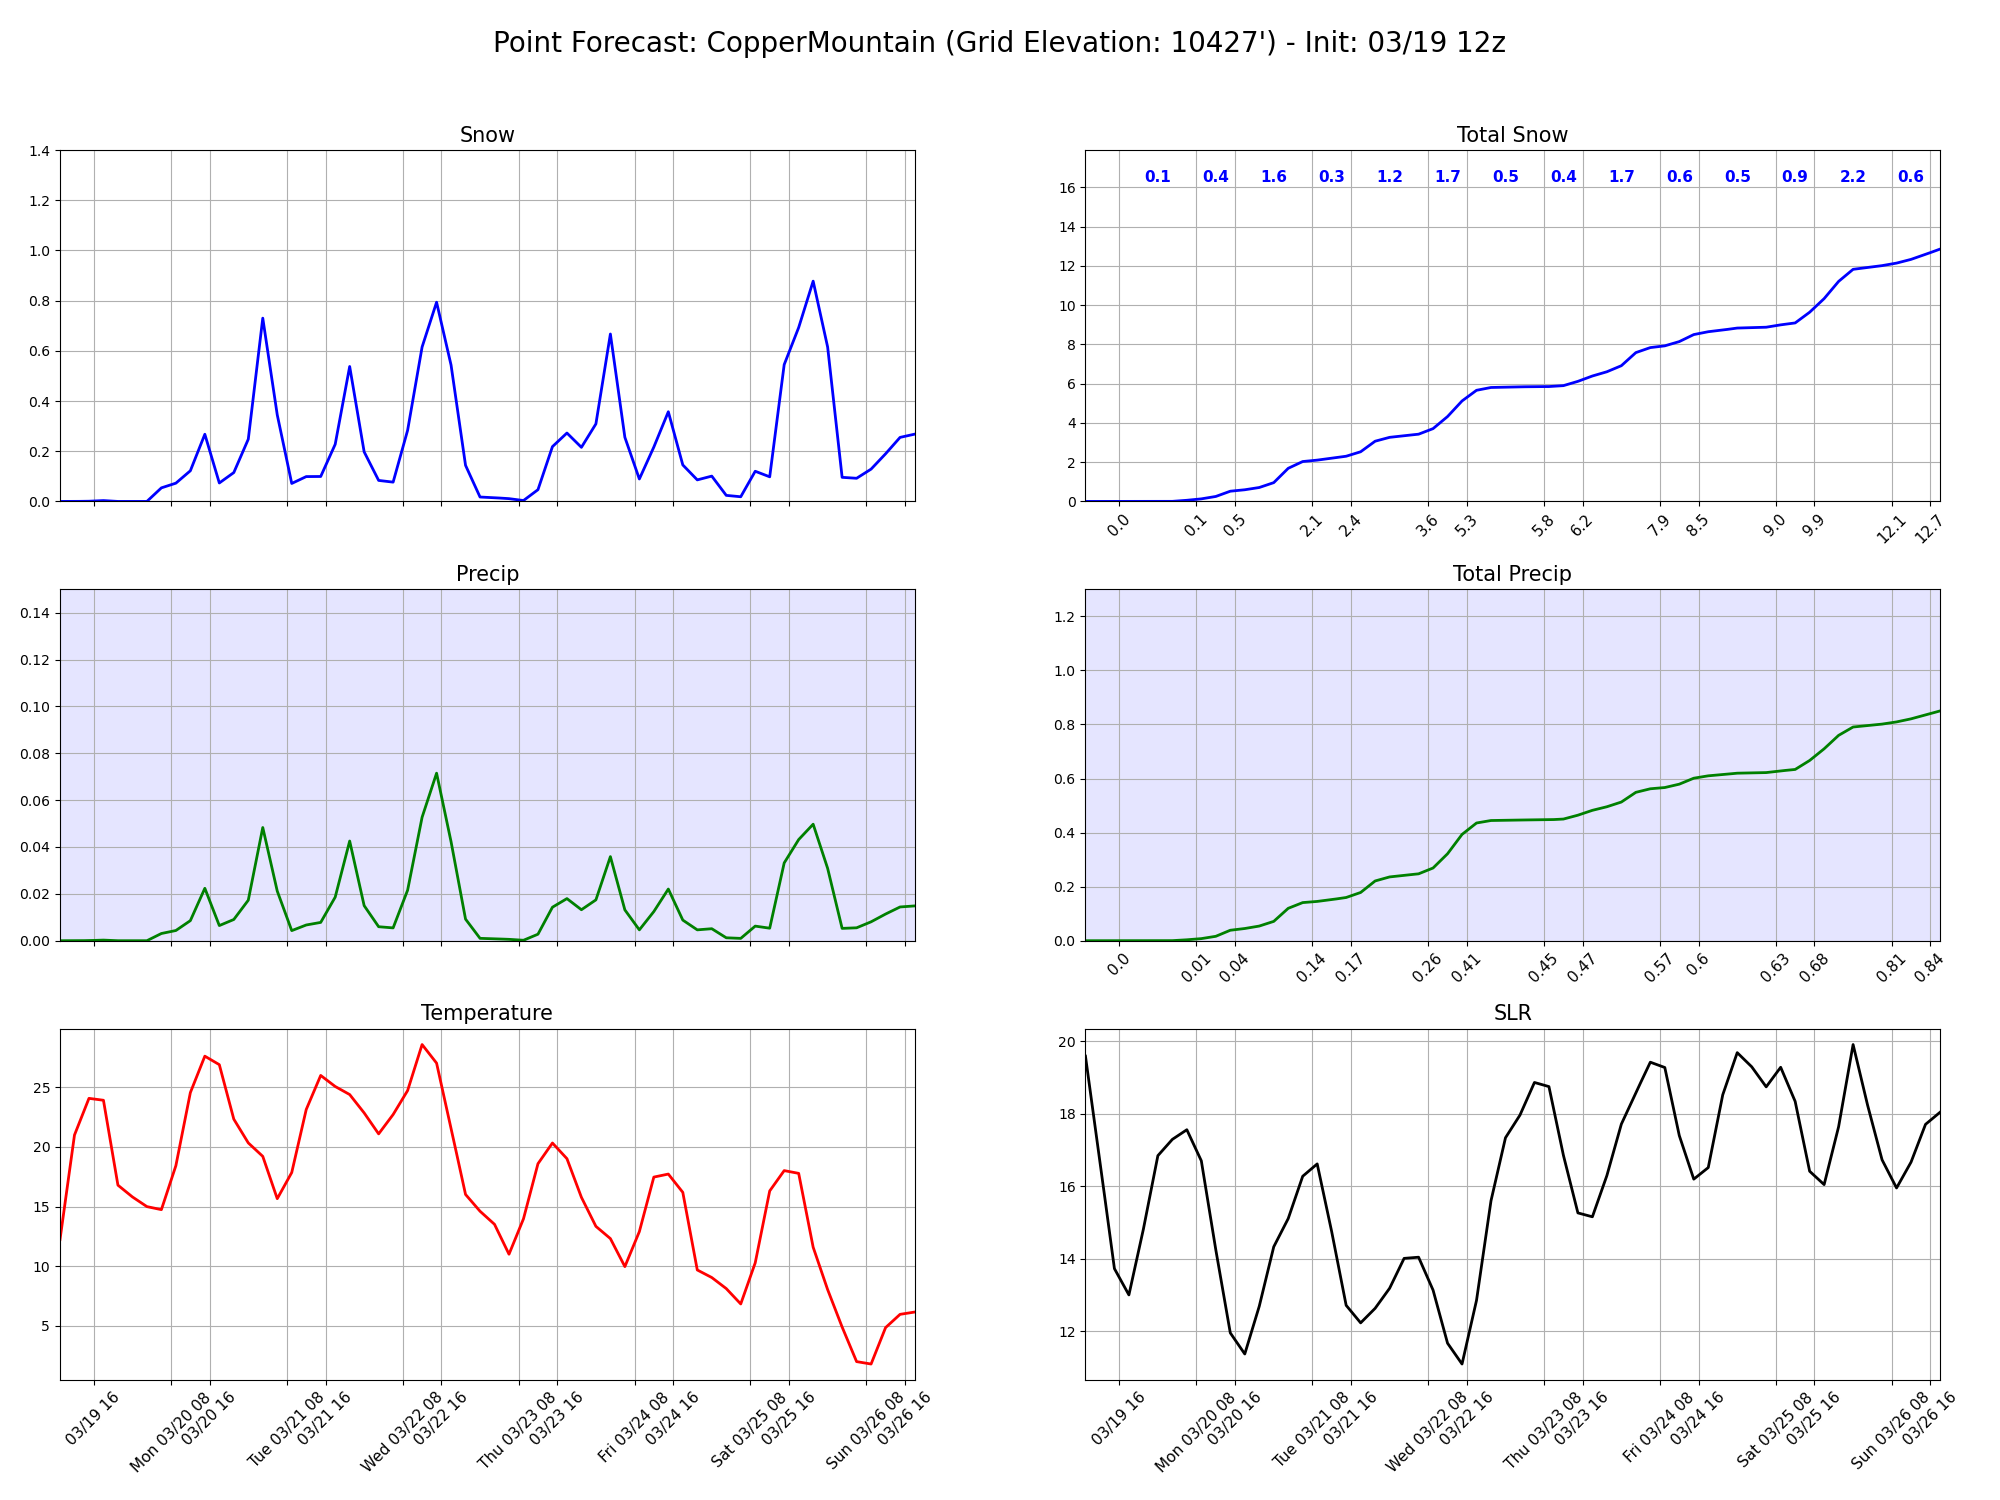 Point Forecast: CopperMountain (Grid Elevation: 10427') - Init: 03/19 12z
Snow
1.4
1.2
1.0
0.8
0.6
0.4
0.2
0.0
Total Snow
0.1 0.4 1.6 0.3 1.2 1.7 0.5 0.4 1.7 0.6 0.5 0.9 2.2 0.6
16
14
12
10
8
6
4
2
0
0.0 0.1 0.5 2.1 2.4 3.6 5.3 5.8 6.2 7.9 8.5 9.0 9.9 12.1 12.7
Precip
0.14
0.12
0.10
0.08
0.06
0.04
0.02
0.00
Total Precip
1.2
1.0
0.8
0.6
0.4
0.2
0.0
0.0 0.01 0.04 0.14 0.17 0.26 0.41 0.45 0.47 0.57 0.6 0.63 0.68 0.81 0.84
Temperature
25
20
15
10
5
03/19 16
Mon 03/20 08
03/20 16
Tue 03/21 08
03/21 16
Wed 03/22 08
03/22 16
Thu 03/23 08
03/23 16
Fri 03/24 08
03/24 16
Sat 03/25 08
03/25 16
Sun 03/26 08
03/26 16
SLR
20
18
16
14
12
03/19 16
Mon 03/20 08
03/20 16
Tue 03/21 08
03/21 16
Wed 03/22 08
03/22 16
Thu 03/23 08
03/23 16
Fri 03/24 08
03/24 16
Sat 03/25 08
03/25 16
Sun 03/26 08
03/26 16